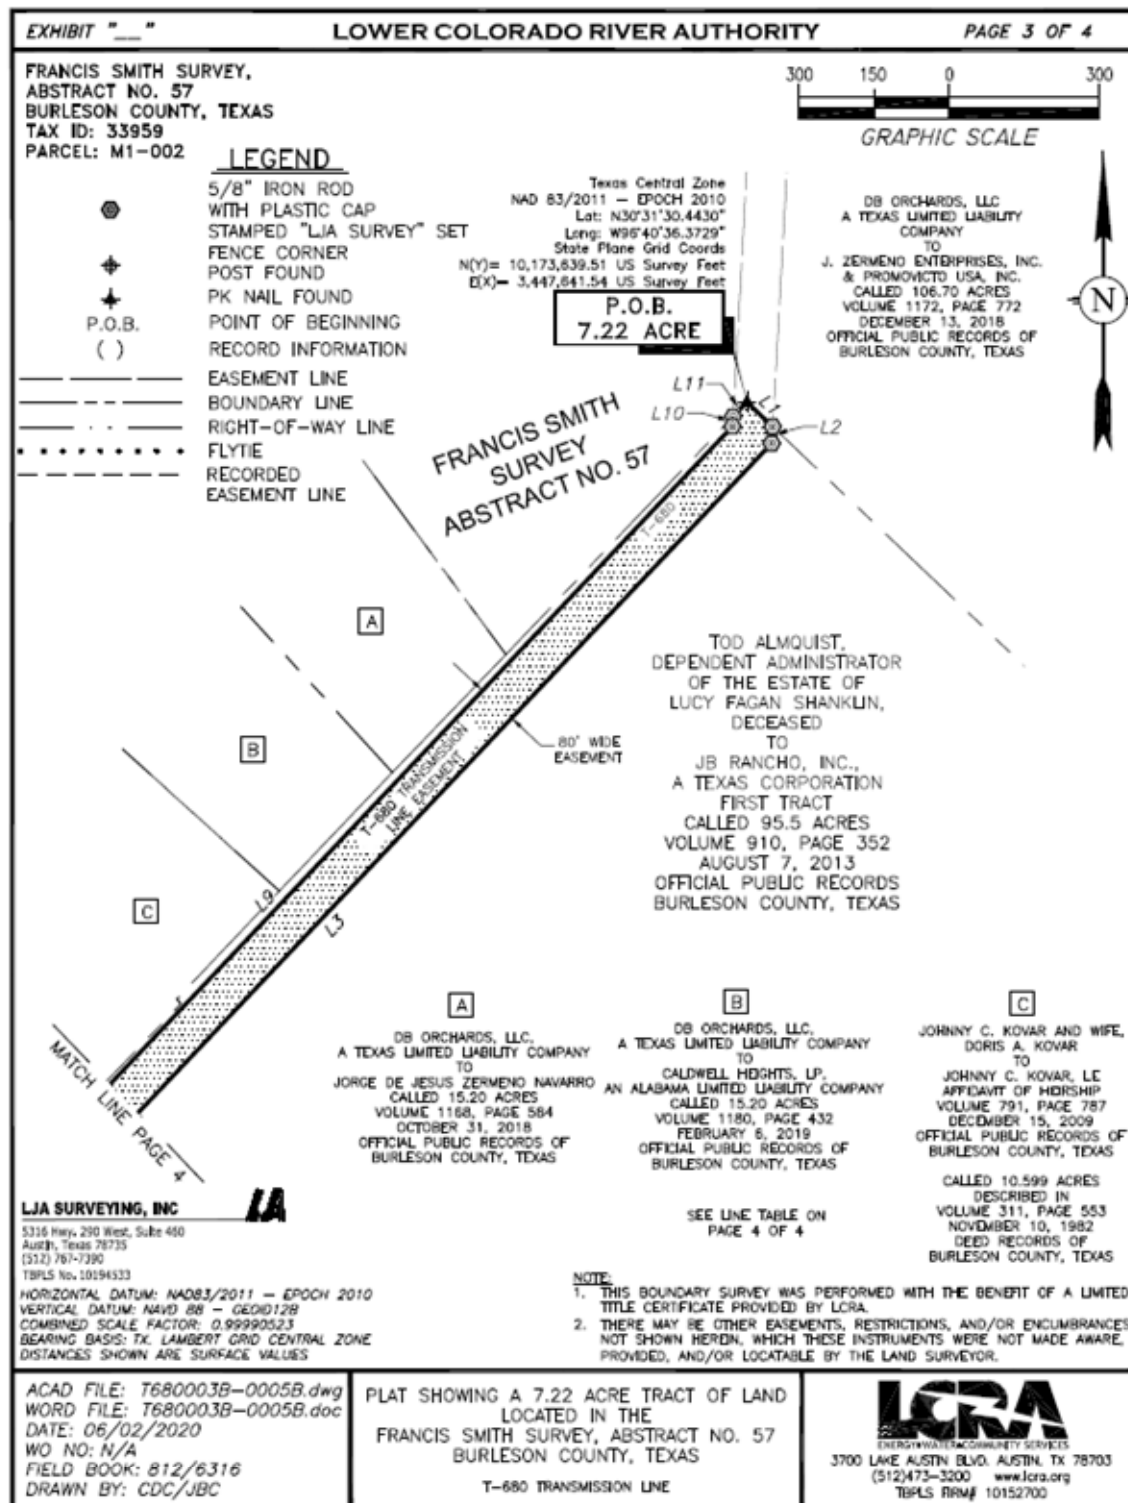 EXHIBIT "__"
LOWER COLORADO RIVER AUTHORITY
PAGE 3 OF 4
FRANCIS SMITH SURVEY,
ABSTRACT NO. 57
BURLESON COUNTY, TEXAS
TAX ID: 33959
PARCEL: M1-002
300 150 0 300
GRAPHIC SCALE
LEGEND
5/8" IRON ROD
WITH PLASTIC CAP
STAMPED "LJA SURVEY" SET
FENCE CORNER
POST FOUND
PK NAIL FOUND
P.O.B. POINT OF BEGINNING
( ) RECORD INFORMATION
EASEMENT LINE
BOUNDARY LINE
RIGHT-OF-WAY LINE
FLYTIE
RECORDED
EASEMENT LINE
Texas Central Zone
NAD 83/2011 — EPOCH 2010
Lat: N30°31'30.4430"
Long: W96°40'36.3729"
State Plane Grid Coords
N(Y)= 10,173,639.51 US Survey Feet
E(X)= 3,447,641.54 US Survey Feet
P.O.B.
7.22 ACRE
DB ORCHARDS, LLC
A TEXAS LIMITED LIABILITY
COMPANY
TO
J. ZERMENO ENTERPRISES, INC.
& PROMOVICTO USA, INC.
CALLED 106.70 ACRES
VOLUME 1172, PAGE 772
DECEMBER 13, 2018
OFFICIAL PUBLIC RECORDS OF
BURLESON COUNTY, TEXAS
N
L11
L1
L10
L2
FRANCIS SMITH
SURVEY
ABSTRACT NO. 57
T-680
A
B
C
80' WIDE
EASEMENT
T-680 TRANSMISSION
LINE EASEMENT
L9
L3
TOD ALMQUIST,
DEPENDENT ADMINISTRATOR
OF THE ESTATE OF
LUCY FAGAN SHANKLIN,
DECEASED
TO
JB RANCHO, INC.,
A TEXAS CORPORATION
FIRST TRACT
CALLED 95.5 ACRES
VOLUME 910, PAGE 352
AUGUST 7, 2013
OFFICIAL PUBLIC RECORDS
BURLESON COUNTY, TEXAS
MATCH LINE PAGE 4
A
DB ORCHARDS, LLC.
A TEXAS LIMITED LIABILITY COMPANY
TO
JORGE DE JESUS ZERMENO NAVARRO
CALLED 15.20 ACRES
VOLUME 1168, PAGE 584
OCTOBER 31, 2018
OFFICIAL PUBLIC RECORDS OF
BURLESON COUNTY, TEXAS
B
DB ORCHARDS, LLC.
A TEXAS LIMITED LIABILITY COMPANY
TO
CALDWELL HEIGHTS, LP.
AN ALABAMA LIMITED LIABILITY COMPANY
CALLED 15.20 ACRES
VOLUME 1180, PAGE 432
FEBRUARY 6, 2019
OFFICIAL PUBLIC RECORDS OF
BURLESON COUNTY, TEXAS
SEE LINE TABLE ON
PAGE 4 OF 4
C
JOHNNY C. KOVAR AND WIFE,
DORIS A. KOVAR
TO
JOHNNY C. KOVAR, LE
AFFIDAVIT OF HEIRSHIP
VOLUME 791, PAGE 787
DECEMBER 15, 2009
OFFICIAL PUBLIC RECORDS OF
BURLESON COUNTY, TEXAS
CALLED 10.599 ACRES
DESCRIBED IN
VOLUME 311, PAGE 553
NOVEMBER 10, 1982
DEED RECORDS OF
BURLESON COUNTY, TEXAS
LJA SURVEYING, INC
5316 Hwy. 290 West, Suite 460
Austin, Texas 78735
(512) 767-7390
TBPLS No. 10194533
HORIZONTAL DATUM: NAD83/2011 — EPOCH 2010
VERTICAL DATUM: NAVD 88 — GEOID12B
COMBINED SCALE FACTOR: 0.99990523
BEARING BASIS: TX. LAMBERT GRID CENTRAL ZONE
DISTANCES SHOWN ARE SURFACE VALUES
NOTE:
1. THIS BOUNDARY SURVEY WAS PERFORMED WITH THE BENEFIT OF A LIMITED
TITLE CERTIFICATE PROVIDED BY LCRA.
2. THERE MAY BE OTHER EASEMENTS, RESTRICTIONS, AND/OR ENCUMBRANCES
NOT SHOWN HEREIN, WHICH THESE INSTRUMENTS WERE NOT MADE AWARE,
PROVIDED, AND/OR LOCATABLE BY THE LAND SURVEYOR.
ACAD FILE: T680003B-0005B.dwg
WORD FILE: T680003B-0005B.doc
DATE: 06/02/2020
WO NO: N/A
FIELD BOOK: 812/6316
DRAWN BY: CDC/JBC
PLAT SHOWING A 7.22 ACRE TRACT OF LAND
LOCATED IN THE
FRANCIS SMITH SURVEY, ABSTRACT NO. 57
BURLESON COUNTY, TEXAS
T-680 TRANSMISSION LINE
LCRA
ENERGY•WATER•COMMUNITY SERVICES
3700 LAKE AUSTIN BLVD. AUSTIN, TX 78703
(512)473-3200 www.lcra.org
TBPLS FIRM# 10152700